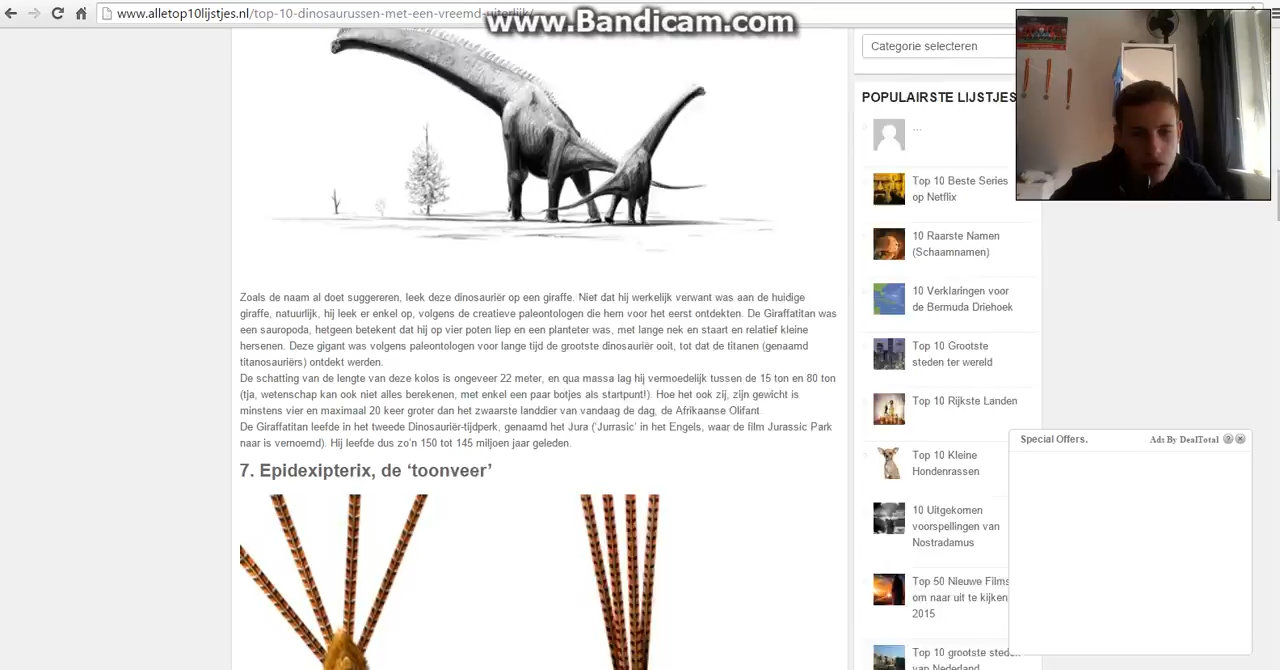 www.alletop10lijstjes.nl/top-10-dinosaurussen-met-een-vreemd-uiterlijk/
www.Bandicam.com
Categorie selecteren
POPULAIRSTE LIJSTJES
...
Top 10 Beste Series
op Netflix
10 Raarste Namen
(Schaamnamen)
10 Verklaringen voor
de Bermuda Driehoek
Top 10 Grootste
steden ter wereld
Top 10 Rijkste Landen
Top 10 Kleine
Hondenrassen
10 Uitgekomen
voorspellingen van
Nostradamus
Top 50 Nieuwe Films
om naar uit te kijken
2015
Top 10 grootste steden
van Nederland
Special Offers.
Ads By DealTotal
Zoals de naam al doet suggereren, leek deze dinosauriër op een giraffe. Niet dat hij werkelijk verwant was aan de huidige
giraffe, natuurlijk, hij leek er enkel op, volgens de creatieve paleontologen die hem voor het eerst ontdekten. De Giraffatitan was
een sauropoda, hetgeen betekent dat hij op vier poten liep en een planteter was, met lange nek en staart en relatief kleine
hersenen. Deze gigant was volgens paleontologen voor lange tijd de grootste dinosauriër ooit, tot dat de titanen (genaamd
titanosauriërs) ontdekt werden.
De schatting van de lengte van deze kolos is ongeveer 22 meter, en qua massa lag hij vermoedelijk tussen de 15 ton en 80 ton
(tja, wetenschap kan ook niet alles berekenen, met enkel een paar botjes als startpunt!). Hoe het ook zij, zijn gewicht is
minstens vier en maximaal 20 keer groter dan het zwaarste landdier van vandaag de dag, de Afrikaanse Olifant.
De Giraffatitan leefde in het tweede Dinosauriër-tijdperk, genaamd het Jura ('Jurrasic' in het Engels, waar de film Jurassic Park
naar is vernoemd). Hij leefde dus zo'n 150 tot 145 miljoen jaar geleden.
7. Epidexipterix, de ‘toonveer’